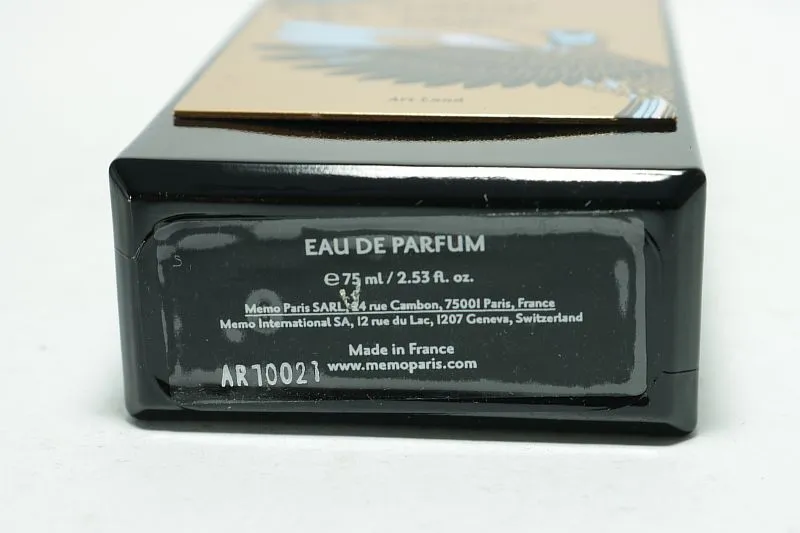 Art Land
EAU DE PARFUM
℮75 ml / 2.53 fl. oz.
Memo Paris SARL, 24 rue Cambon, 75001 Paris, France
Memo International SA, 12 rue du Lac, 1207 Geneva, Switzerland
Made in France
www.memoparis.com
AR10021